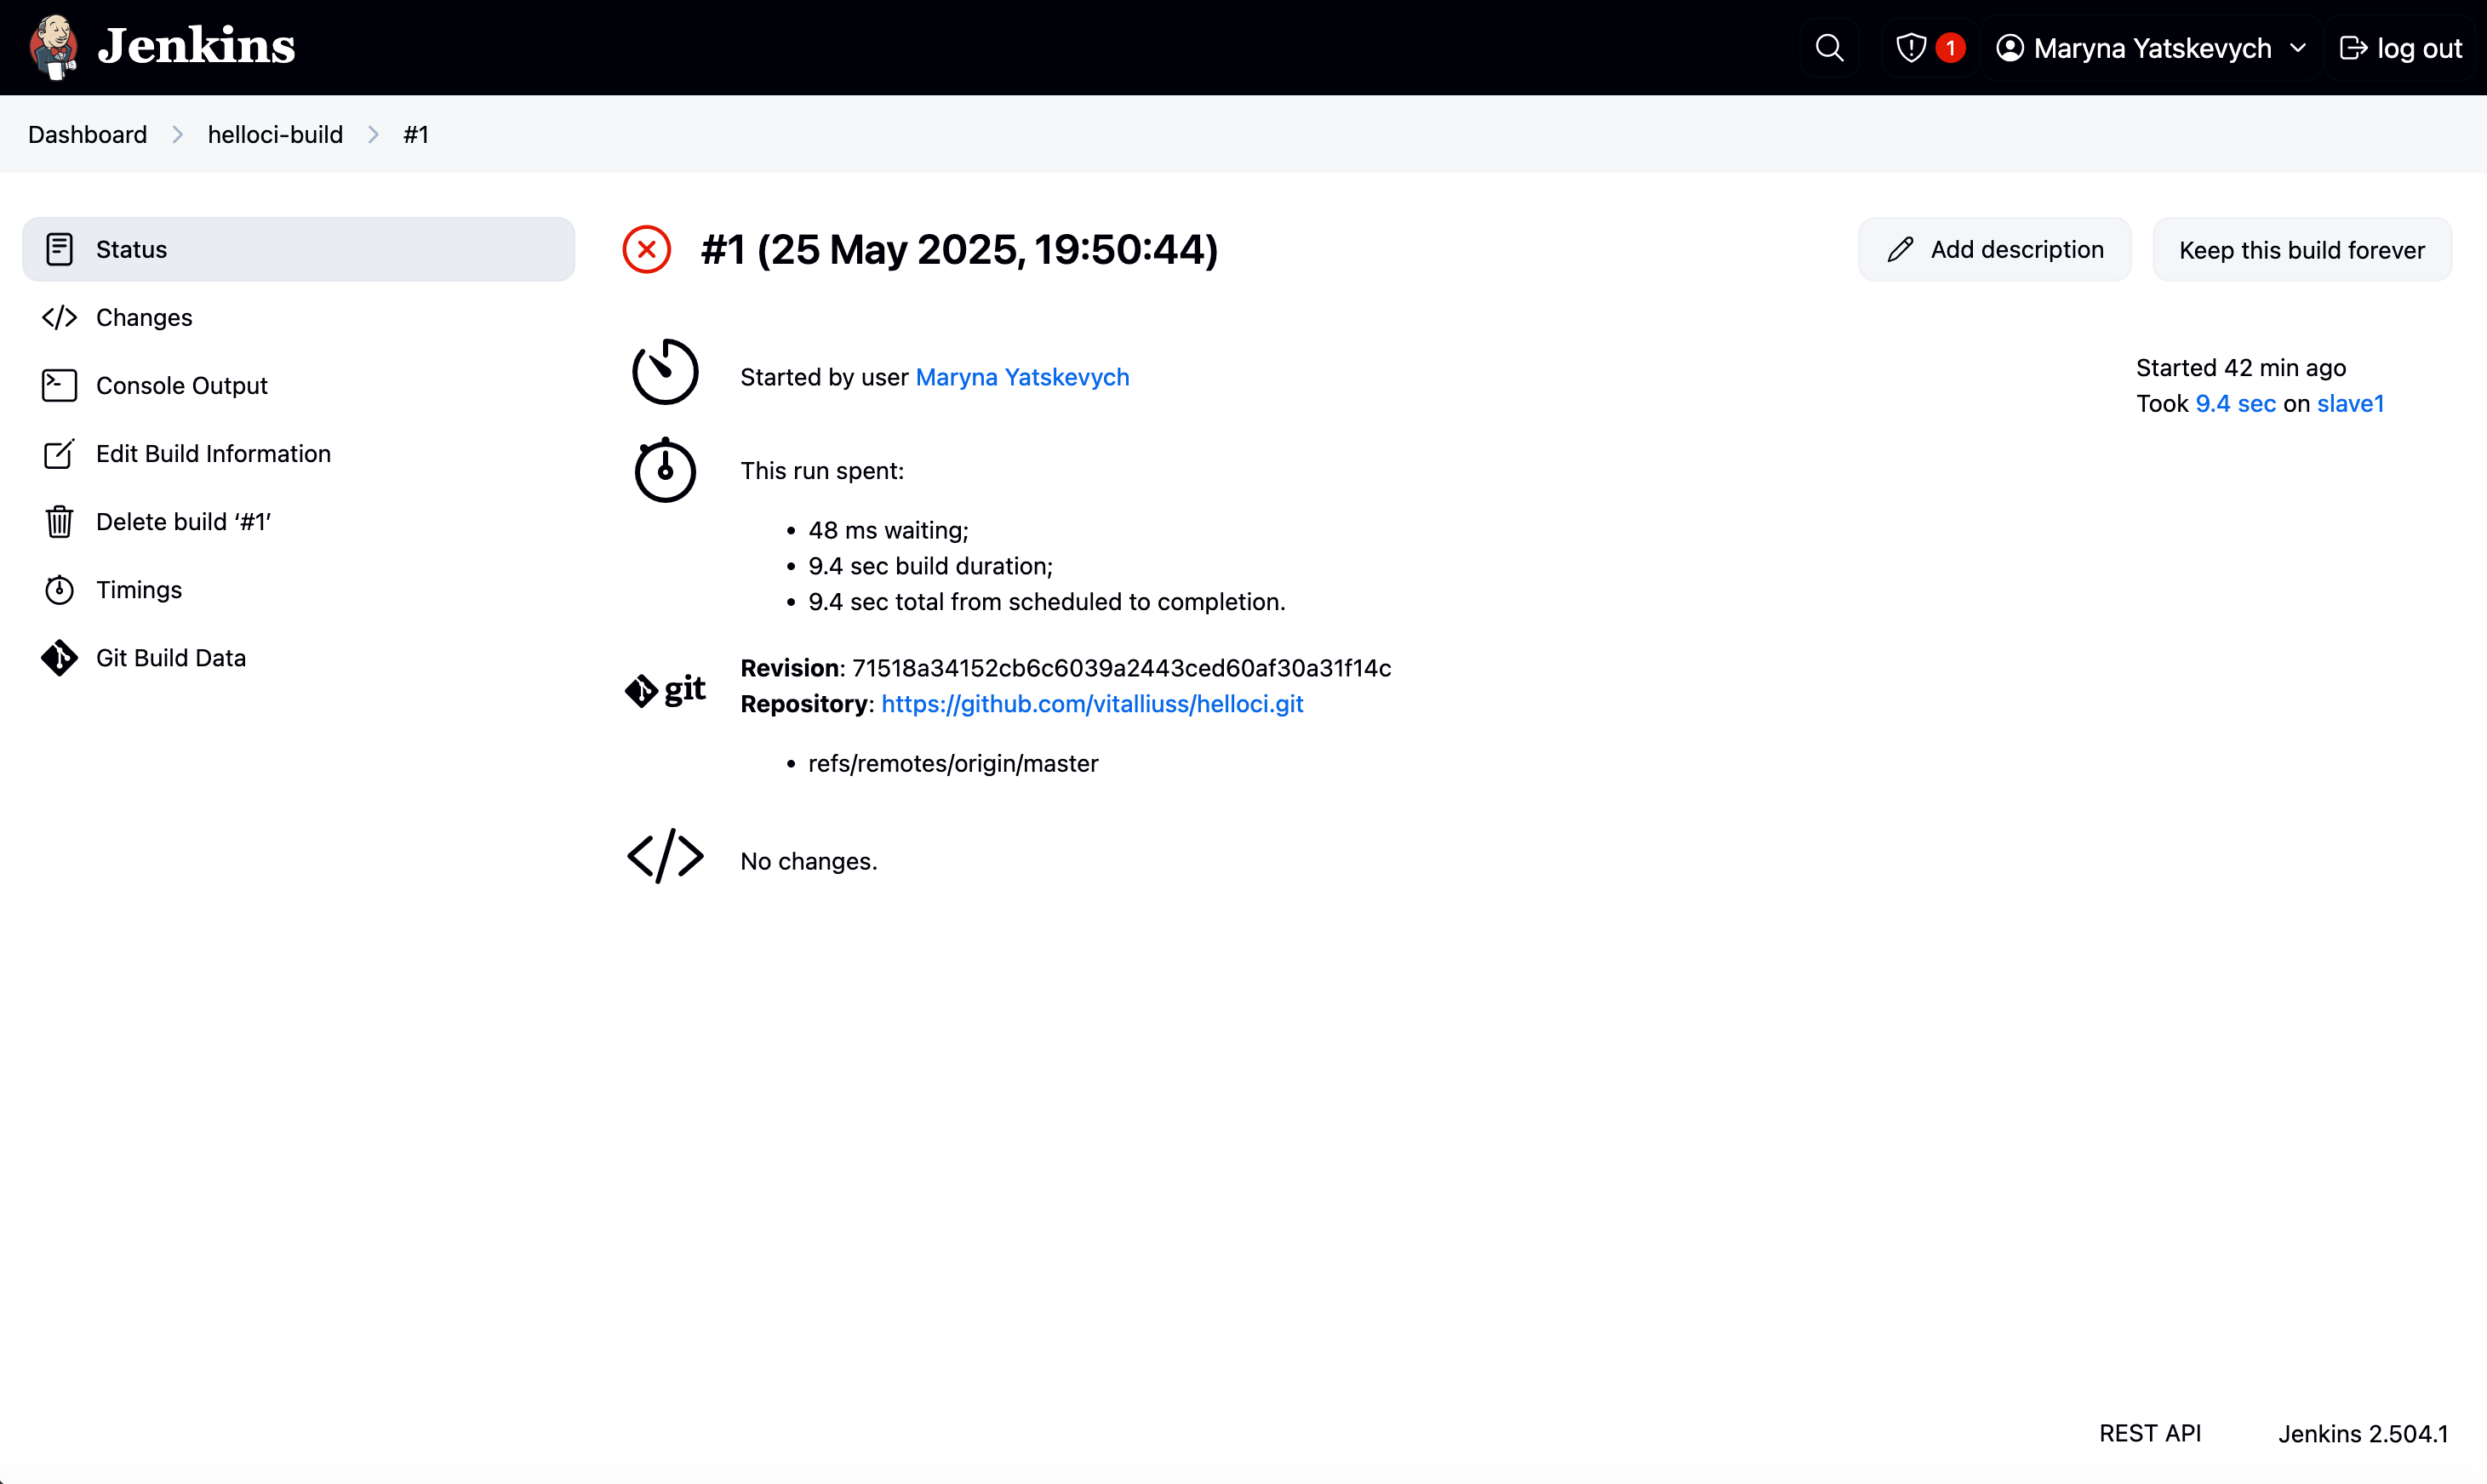 Jenkins
1
Maryna Yatskevych
log out
Dashboard
helloci-build
#1
Status
Changes
Console Output
Edit Build Information
Delete build ‘#1’
Timings
Git Build Data
#1 (25 May 2025, 19:50:44)
Add description
Keep this build forever
Started by user Maryna Yatskevych
Started 42 min ago
Took 9.4 sec on slave1
This run spent:
48 ms waiting;
9.4 sec build duration;
9.4 sec total from scheduled to completion.
git
Revision: 71518a34152cb6c6039a2443ced60af30a31f14c
Repository: https://github.com/vitalliuss/helloci.git
refs/remotes/origin/master
No changes.
REST API
Jenkins 2.504.1